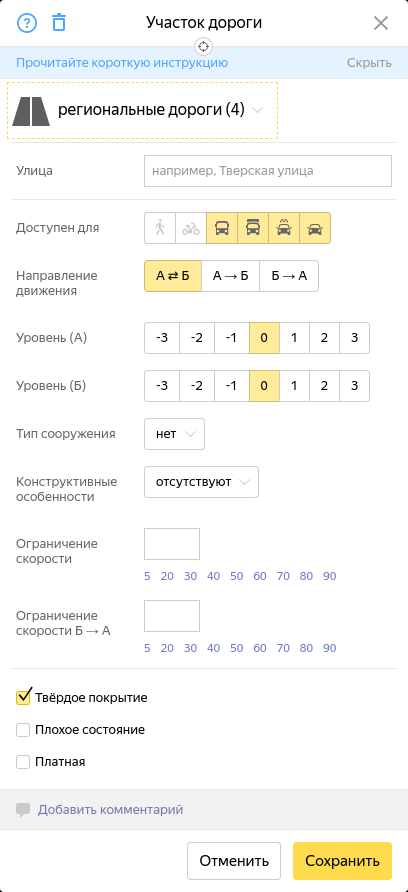 Участок дороги
Прочитайте короткую инструкцию Скрыть
региональные дороги (4)
Улица например, Тверская улица
Доступен для
Направление движения А ⇄ Б А → Б Б → А
Уровень (А) -3 -2 -1 0 1 2 3
Уровень (Б) -3 -2 -1 0 1 2 3
Тип сооружения нет
Конструктивные особенности отсутствуют
Ограничение скорости
5 20 30 40 50 60 70 80 90
Ограничение скорости Б → А
5 20 30 40 50 60 70 80 90
Твёрдое покрытие
Плохое состояние
Платная
Добавить комментарий
Отменить Сохранить